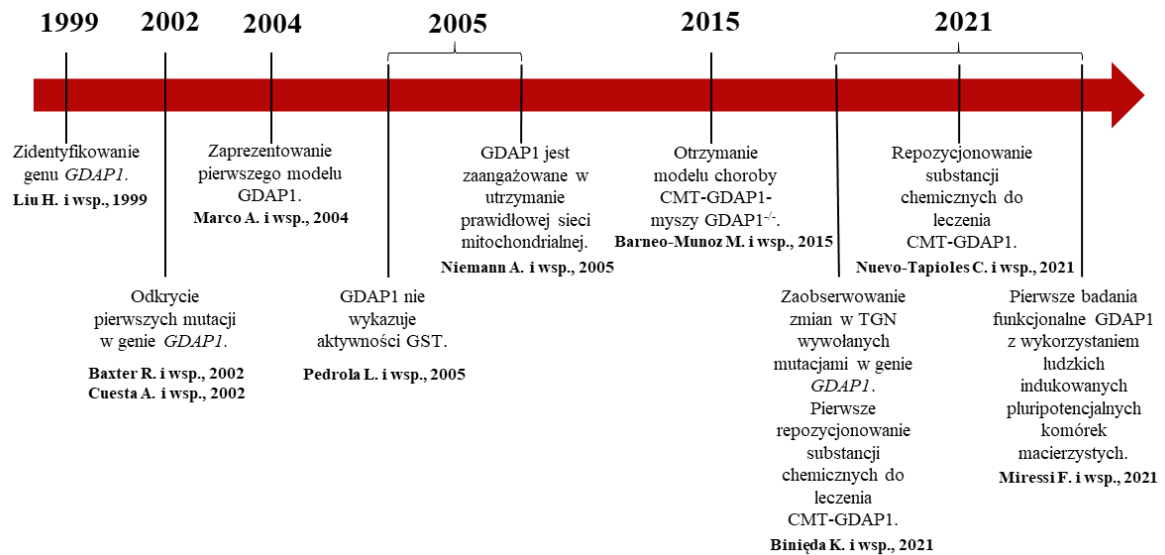 1999
2002
2004
2005
2015
2021
Zidentyfikowanie
genu GDAP1.
Liu H. i wsp., 1999
Odkrycie
pierwszych mutacji
w genie GDAP1.
Baxter R. i wsp., 2002
Cuesta A. i wsp., 2002
Zaprezentowanie
pierwszego modelu
GDAP1.
Marco A. i wsp., 2004
GDAP1 nie
wykazuje
aktywności GST.
Pedrola L. i wsp., 2005
GDAP1 jest
zaangażowane w
utrzymanie
prawidłowej sieci
mitochondrialnej.
Niemann A. i wsp., 2005
Otrzymanie
modelu choroby
CMT-GDAP1-
myszy GDAP1⁻/⁻.
Barneo-Munoz M. i wsp., 2015
Zaobserwowanie
zmian w TGN
wywołanych
mutacjami w genie
GDAP1.
Pierwsze
repozycjonowanie
substancji
chemicznych do
leczenia
CMT-GDAP1.
Binięda K. i wsp., 2021
Repozycjonowanie
substancji
chemicznych do
leczenia
CMT-GDAP1.
Nuevo-Tapioles C. i wsp., 2021
Pierwsze badania
funkcjonalne GDAP1
z wykorzystaniem
ludzkich
indukowanych
pluripotencjalnych
komórek
macierzystych.
Miressi F. i wsp., 2021